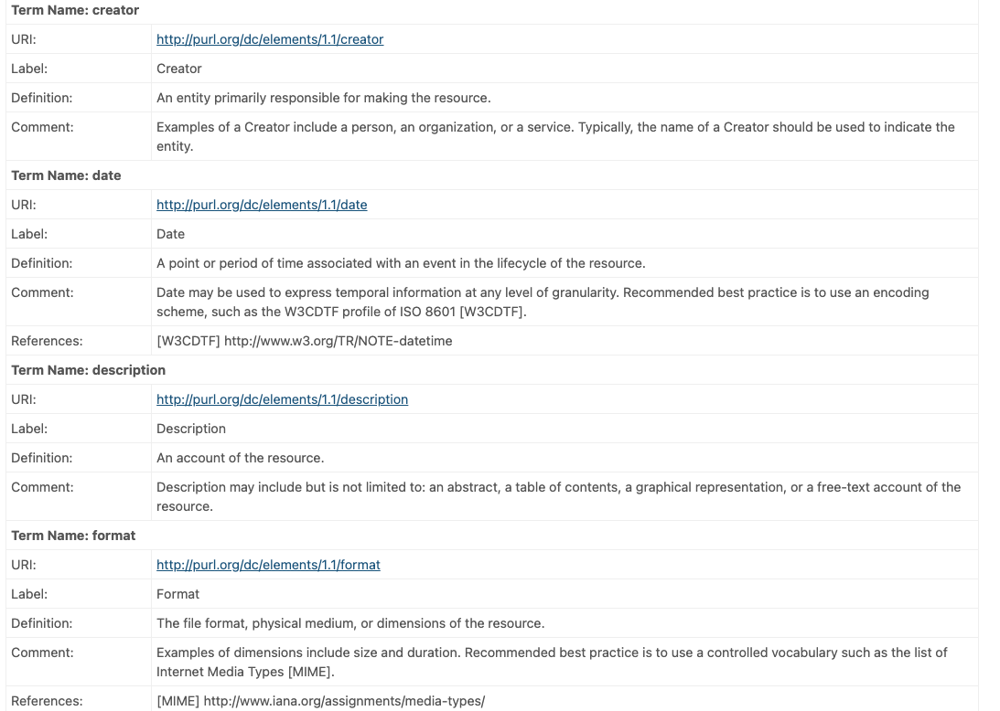 Term Name: creator
URI: http://purl.org/dc/elements/1.1/creator
Label: Creator
Definition: An entity primarily responsible for making the resource.
Comment: Examples of a Creator include a person, an organization, or a service. Typically, the name of a Creator should be used to indicate the
entity.
Term Name: date
URI: http://purl.org/dc/elements/1.1/date
Label: Date
Definition: A point or period of time associated with an event in the lifecycle of the resource.
Comment: Date may be used to express temporal information at any level of granularity. Recommended best practice is to use an encoding
scheme, such as the W3CDTF profile of ISO 8601 [W3CDTF].
References: [W3CDTF] http://www.w3.org/TR/NOTE-datetime
Term Name: description
URI: http://purl.org/dc/elements/1.1/description
Label: Description
Definition: An account of the resource.
Comment: Description may include but is not limited to: an abstract, a table of contents, a graphical representation, or a free-text account of the
resource.
Term Name: format
URI: http://purl.org/dc/elements/1.1/format
Label: Format
Definition: The file format, physical medium, or dimensions of the resource.
Comment: Examples of dimensions include size and duration. Recommended best practice is to use a controlled vocabulary such as the list of
Internet Media Types [MIME].
References: [MIME] http://www.iana.org/assignments/media-types/